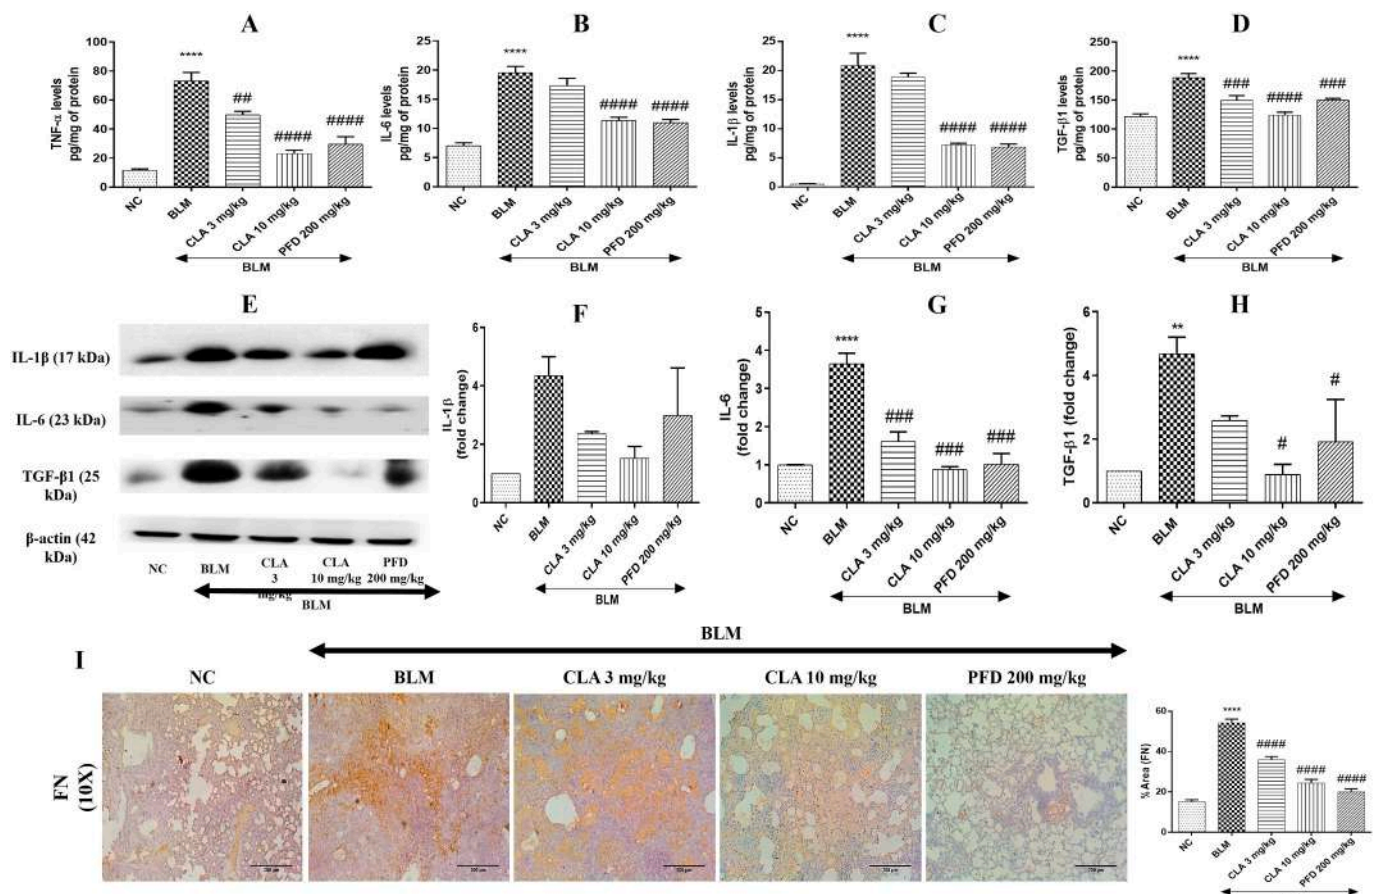 A
TNF-α levels
pg/mg of protein
100
80
60
40
20
0
****
##
####
####
NC
BLM
CLA 3 mg/kg
CLA 10 mg/kg
PFD 200 mg/kg
BLM
B
IL-6 levels
pg/mg of protein
25
20
15
10
5
0
****
####
####
NC
BLM
CLA 3 mg/kg
CLA 10 mg/kg
PFD 200 mg/kg
BLM
C
IL-1β levels
pg/mg of protein
25
20
15
10
5
0
****
####
####
NC
BLM
CLA 3 mg/kg
CLA 10 mg/kg
PFD 200 mg/kg
BLM
D
TGF-β1 levels
pg/mg of protein
250
200
150
100
50
0
****
###
####
###
NC
BLM
CLA 3 mg/kg
CLA 10 mg/kg
PFD 200 mg/kg
BLM
E
IL-1β (17 kDa)
IL-6 (23 kDa)
TGF-β1 (25
kDa)
β-actin (42
kDa)
NC
BLM
CLA
3
mg/kg
CLA
10 mg/kg
PFD
200 mg/kg
BLM
F
IL-1β
(fold change)
6
4
2
0
NC
BLM
CLA 3 mg/kg
CLA 10 mg/kg
PFD 200 mg/kg
BLM
G
IL-6
(fold change)
5
4
3
2
1
0
****
###
###
###
NC
BLM
CLA 3 mg/kg
CLA 10 mg/kg
PFD 200 mg/kg
BLM
H
TGF-β1 (fold change)
6
4
2
0
**
#
#
NC
BLM
CLA 3 mg/kg
CLA 10 mg/kg
PFD 200 mg/kg
BLM
I
BLM
NC
BLM
CLA 3 mg/kg
CLA 10 mg/kg
PFD 200 mg/kg
FN
(10X)
% Area (FN)
60
40
20
0
****
####
####
####
NC
BLM
CLA 3 mg/kg
CLA 10 mg/kg
PFD 200 mg/kg
BLM